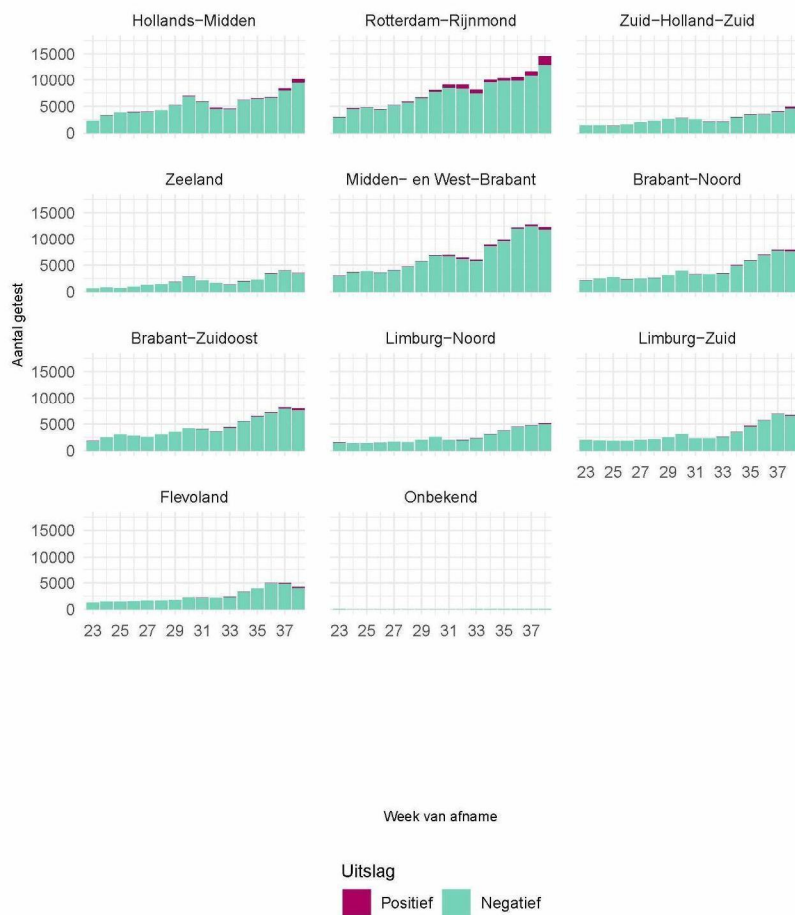 Hollands-Midden
Rotterdam-Rijnmond
Zuid-Holland-Zuid
15000
10000
5000
0
Zeeland
Midden- en West-Brabant
Brabant-Noord
15000
10000
5000
0
Aantal getest
Brabant-Zuidoost
Limburg-Noord
Limburg-Zuid
15000
10000
5000
0
23 25 27 29 31 33 35 37
Flevoland
Onbekend
15000
10000
5000
0
23 25 27 29 31 33 35 37
23 25 27 29 31 33 35 37
Week van afname
Uitslag
Positief
Negatief